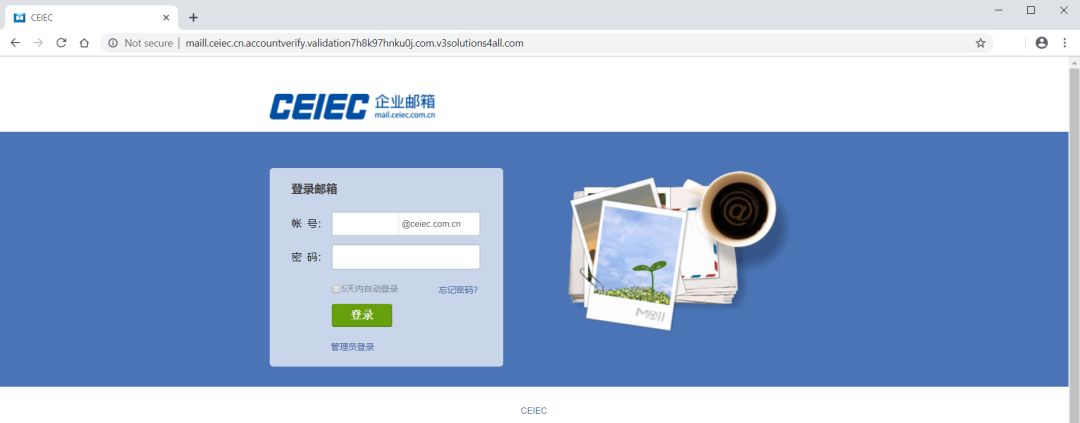 CEIEC
Not secure | maill.ceiec.cn.accountverify.validation7h8k97hnku0j.com.v3solutions4all.com
CEIEC 企业邮箱
mail.ceiec.com.cn
登录邮箱
帐 号: @ceiec.com.cn
密 码:
5天内自动登录 忘记密码?
登录
管理员登录
@
Mail
CEIEC